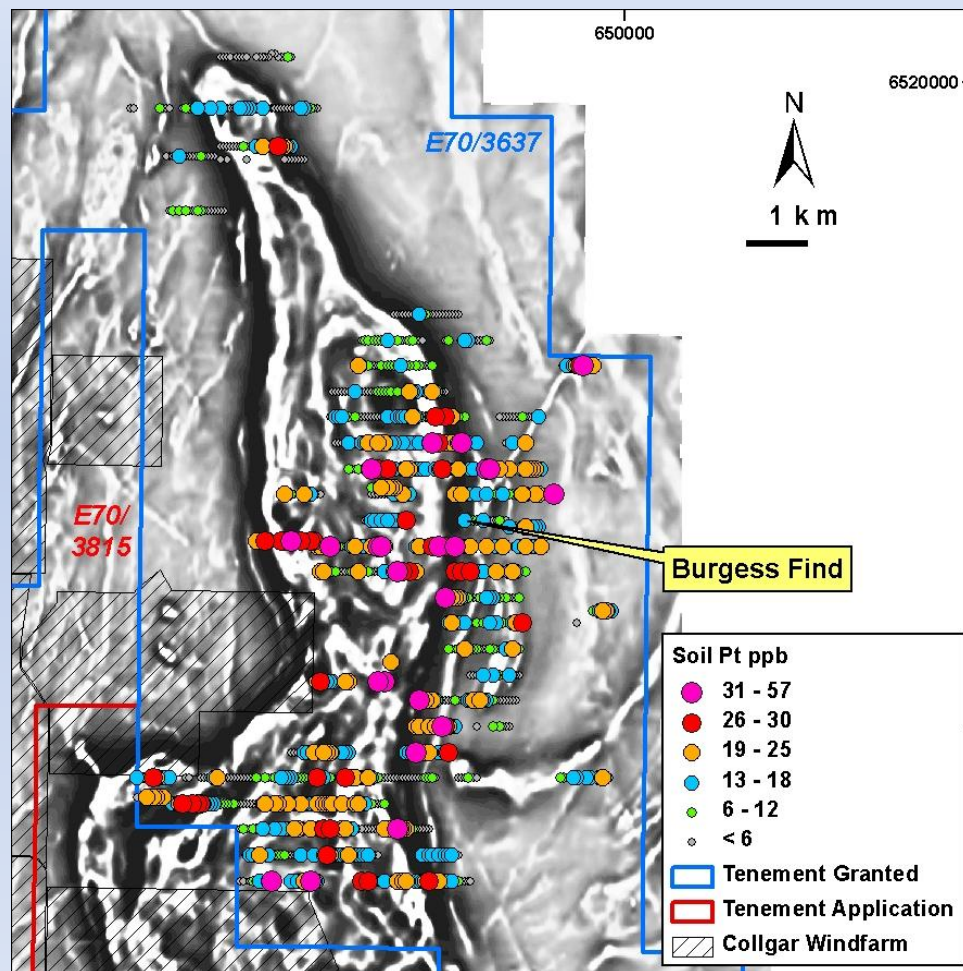 650000
6520000
N
E70/3637
1 km
E70/
3815
Burgess Find
Soil Pt ppb
31 - 57
26 - 30
19 - 25
13 - 18
6 - 12
< 6
Tenement Granted
Tenement Application
Collgar Windfarm